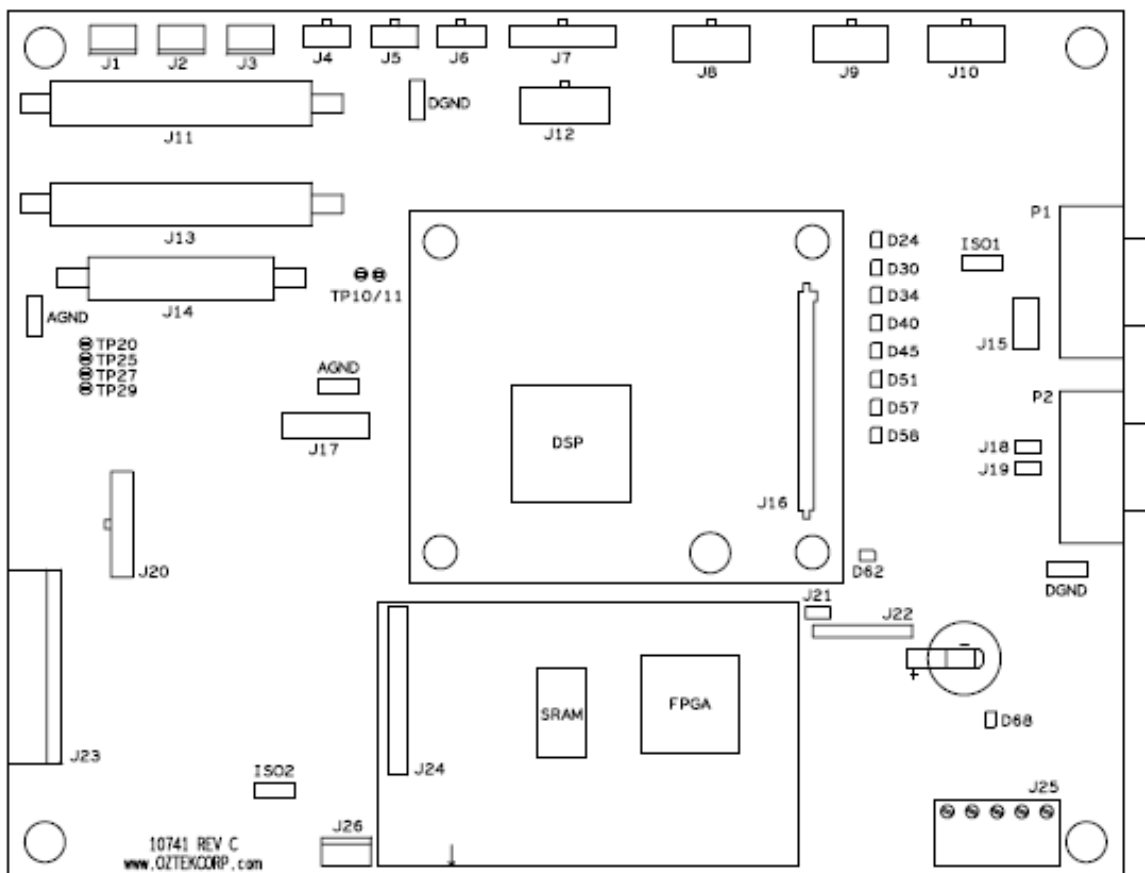 J1
J2
J3
J4
J5
J6
J7
J8
J9
J10
DGND
J11
J12
J13
P1
D24
ISO1
D30
TP10/11
D34
J14
AGND
D40
J15
TP20
D45
TP25
AGND
TP27
D51
TP29
P2
D57
D58
J17
DSP
J18
J19
J16
J20
D62
DGND
J21
J22
-
+
SRAM
FPGA
D68
J23
ISO2
J24
J25
J26
10741 REV C
www.OZTEKCORP.com